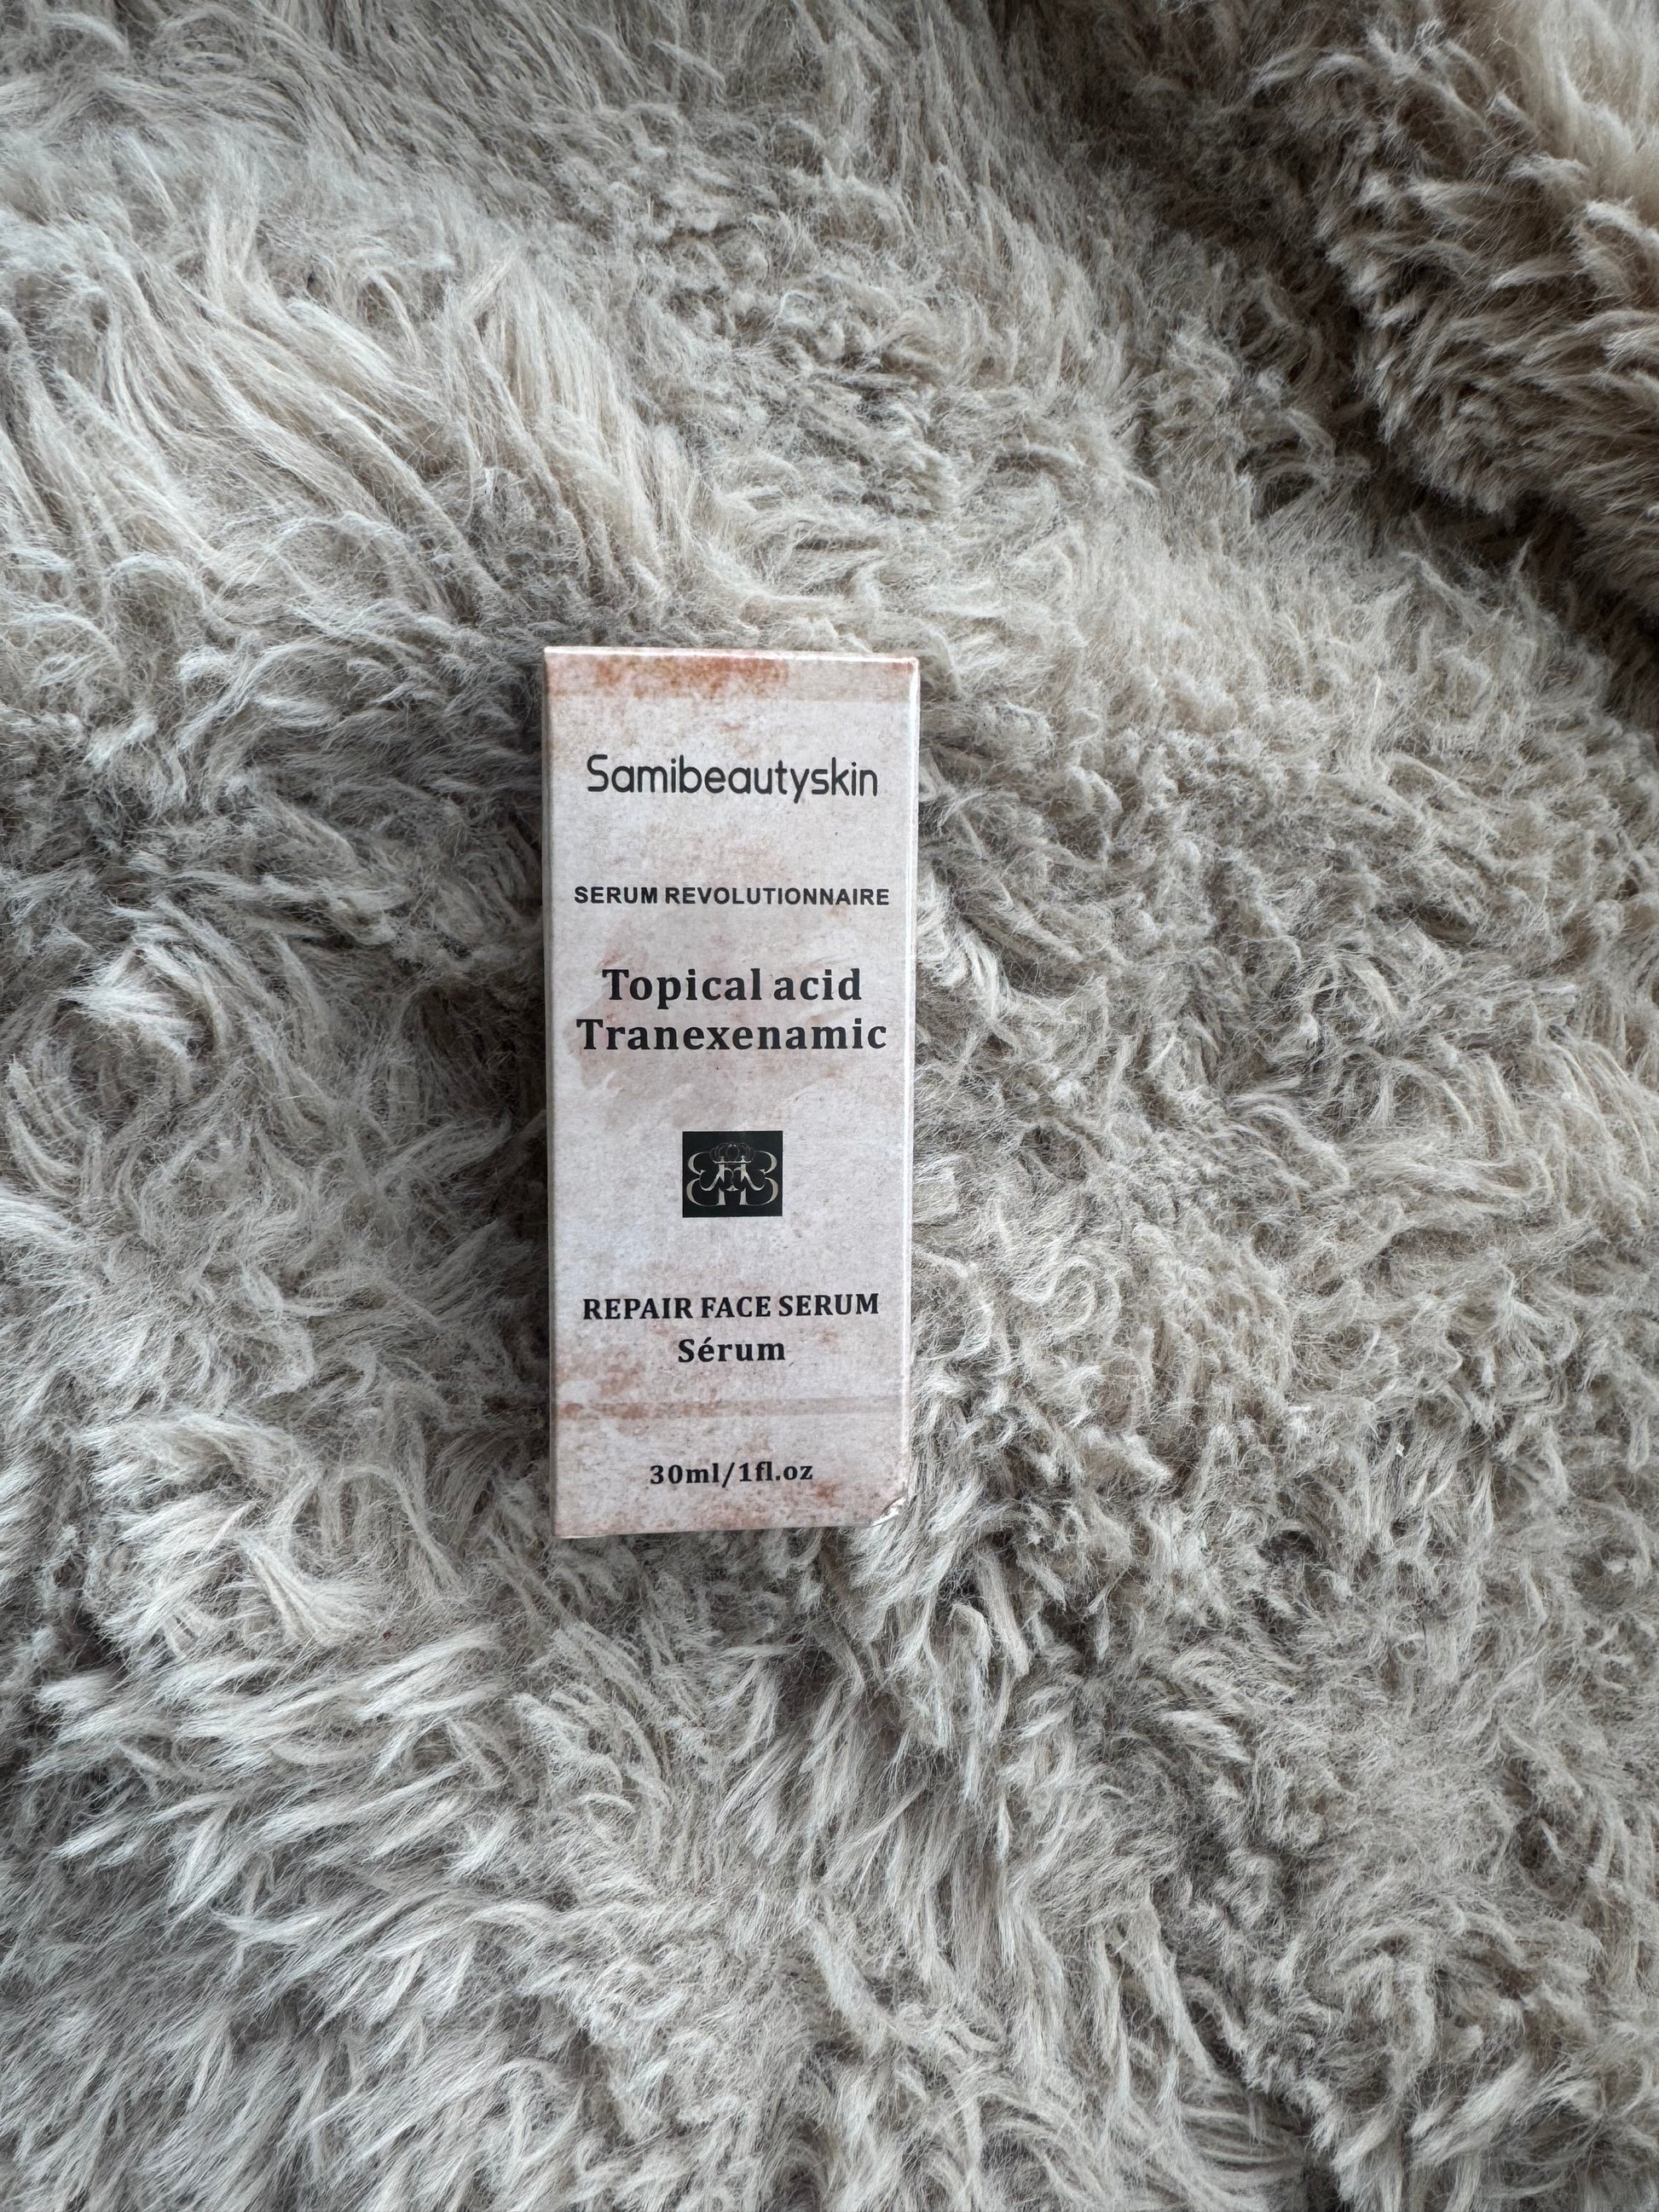 Samibeautyskin
SERUM REVOLUTIONNAIRE
Topical acid
Tranexenamic
REPAIR FACE SERUM
Sérum
30ml/1fl.oz